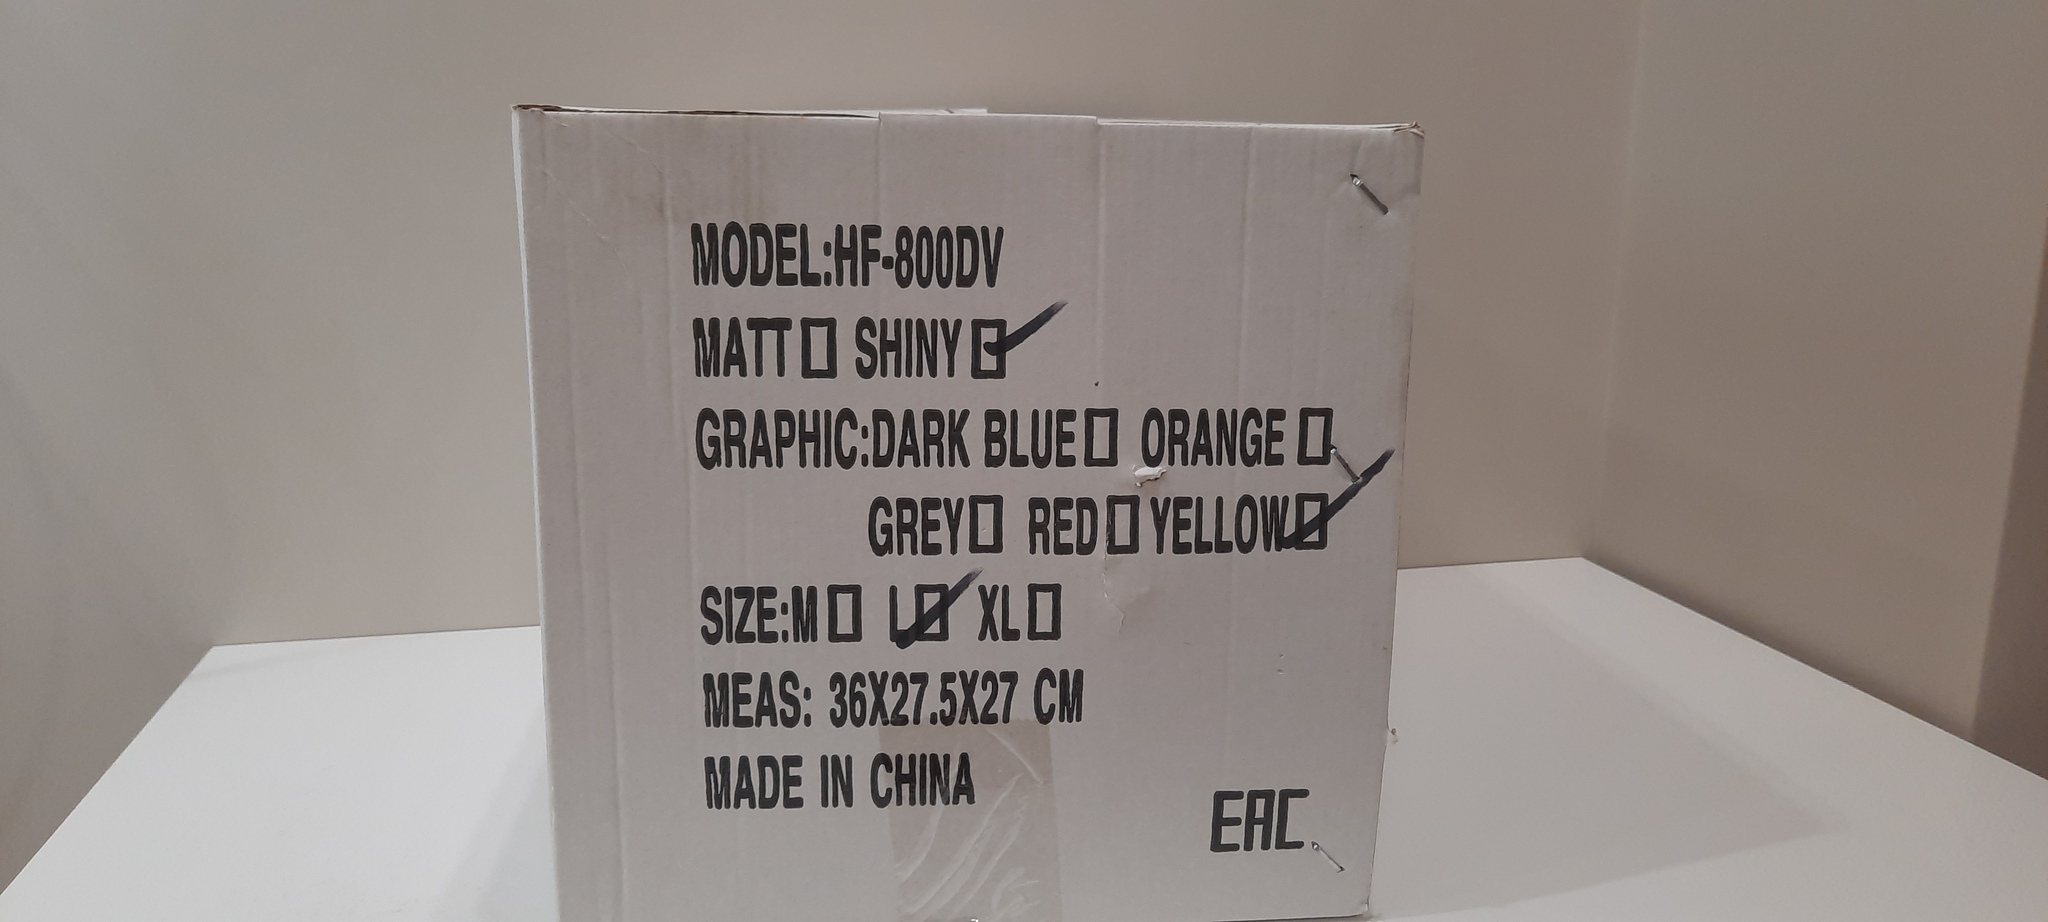 MODEL:HF-800DV
MATT☐ SHINY☑
GRAPHIC:DARK BLUE☐ ORANGE☐
GREY☐ RED☐ YELLOW☑
SIZE:M☐ L☑ XL☐
MEAS: 36X27.5X27 CM
MADE IN CHINA
EAC